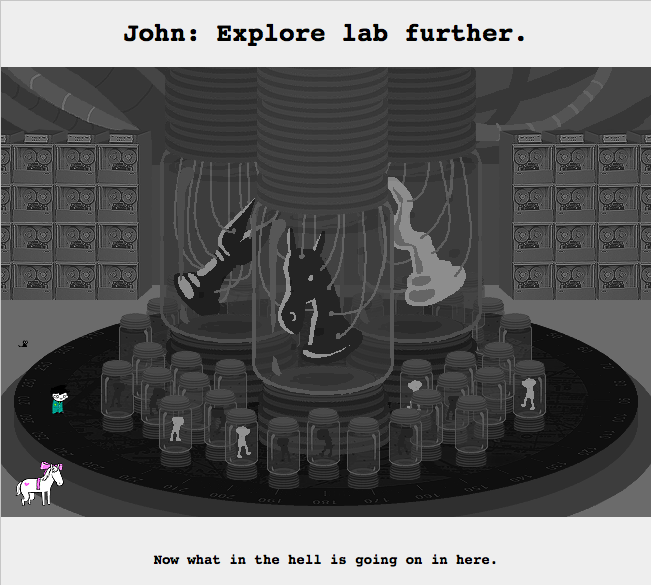 John: Explore lab further.
Now what in the hell is going on in here.